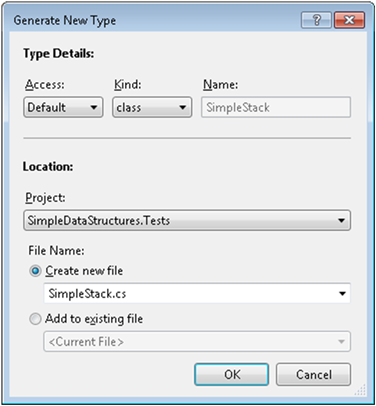 Generate New Type
?
Type Details:
Access: Kind: Name:
Default class SimpleStack
Location:
Project:
SimpleDataStructures.Tests
File Name:
Create new file
SimpleStack.cs
Add to existing file
<Current File>
OK Cancel